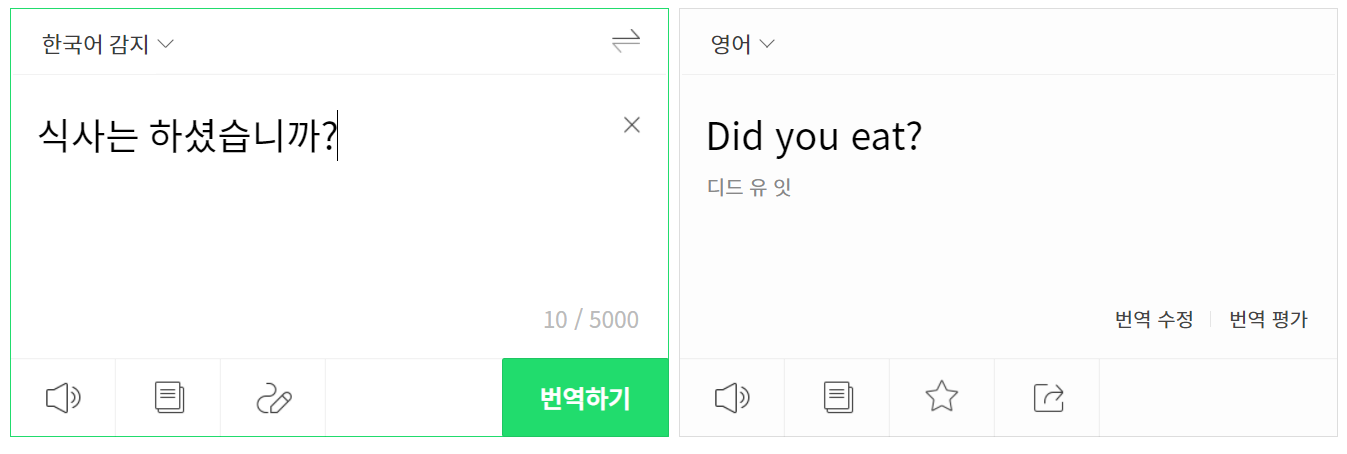 한국어 감지
식사는 하셨습니까?
10 / 5000
번역하기
영어
Did you eat?
디드 유 잇
번역 수정
번역 평가